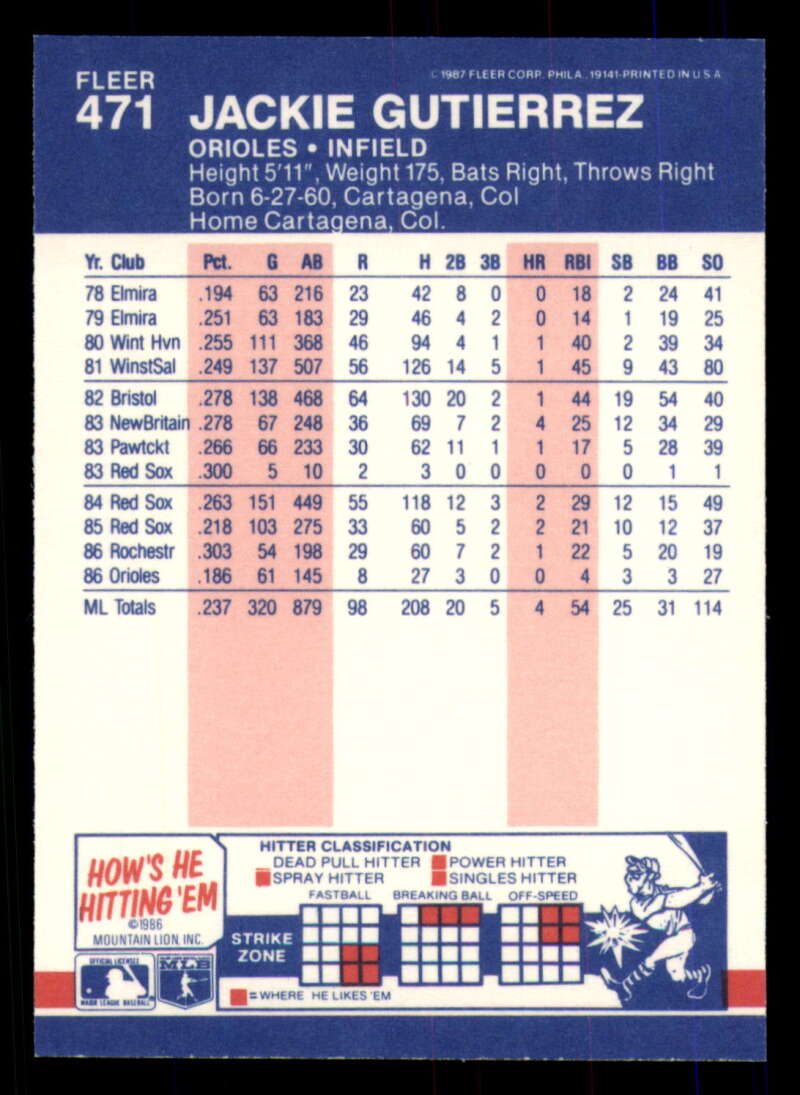 FLEER
471
© 1987 FLEER CORP. PHILA., 19141-PRINTED IN U S A
JACKIE GUTIERREZ
ORIOLES • INFIELD
Height 5'11", Weight 175, Bats Right, Throws Right
Born 6-27-60, Cartagena, Col
Home Cartagena, Col.
Yr. Club Pct. G AB R H 2B 3B HR RBI SB BB SO
78 Elmira .194 63 216 23 42 8 0 0 18 2 24 41
79 Elmira .251 63 183 29 46 4 2 0 14 1 19 25
80 Wint Hvn .255 111 368 46 94 4 1 1 40 2 39 34
81 WinstSal .249 137 507 56 126 14 5 1 45 9 43 80
82 Bristol .278 138 468 64 130 20 2 1 44 19 54 40
83 NewBritain .278 67 248 36 69 7 2 4 25 12 34 29
83 Pawtckt .266 66 233 30 62 11 1 1 17 5 28 39
83 Red Sox .300 5 10 2 3 0 0 0 0 0 1 1
84 Red Sox .263 151 449 55 118 12 3 2 29 12 15 49
85 Red Sox .218 103 275 33 60 5 2 2 21 10 12 37
86 Rochestr .303 54 198 29 60 7 2 1 22 5 20 19
86 Orioles .186 61 145 8 27 3 0 0 4 3 3 27
ML Totals .237 320 879 98 208 20 5 4 54 25 31 114
HOW'S HE
HITTING 'EM
©1986
MOUNTAIN LION, INC.
HITTER CLASSIFICATION
DEAD PULL HITTER POWER HITTER
SPRAY HITTER SINGLES HITTER
FASTBALL BREAKING BALL OFF-SPEED
STRIKE
ZONE
= WHERE HE LIKES 'EM
OFFICIAL LICENSEE
MAJOR LEAGUE BASEBALL
MLB